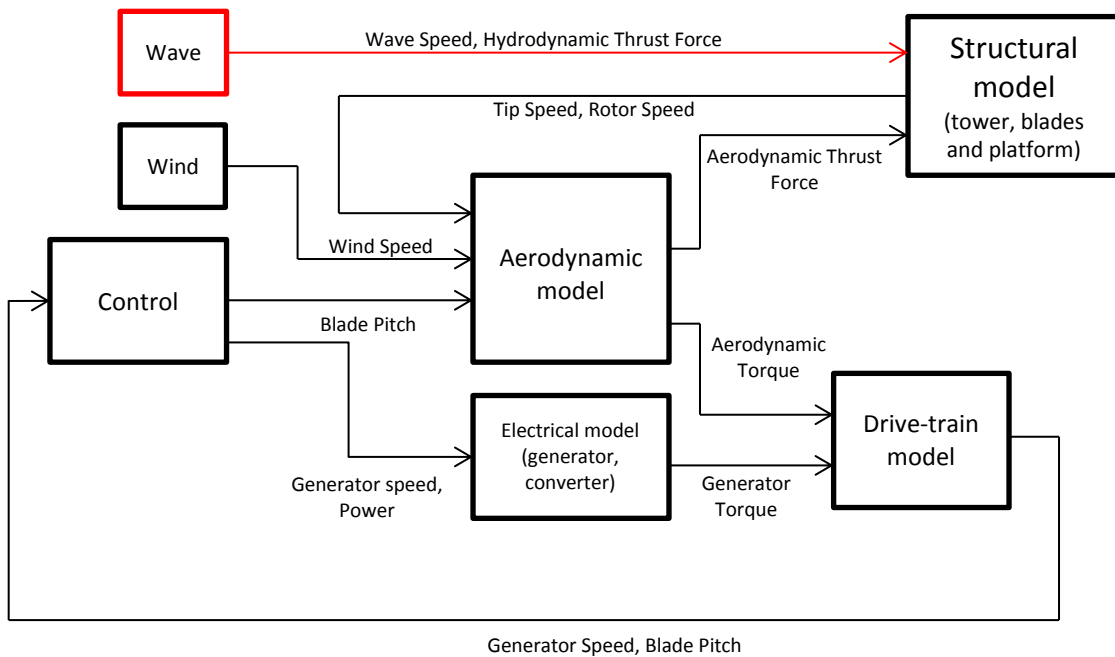 Wave
Wave Speed, Hydrodynamic Thrust Force
Structural
model
(tower, blades
and platform)
Tip Speed, Rotor Speed
Wind
Aerodynamic Thrust
Force
Wind Speed
Aerodynamic
model
Control
Blade Pitch
Aerodynamic
Torque
Electrical model
(generator,
converter)
Drive-train
model
Generator speed,
Power
Generator
Torque
Generator Speed, Blade Pitch